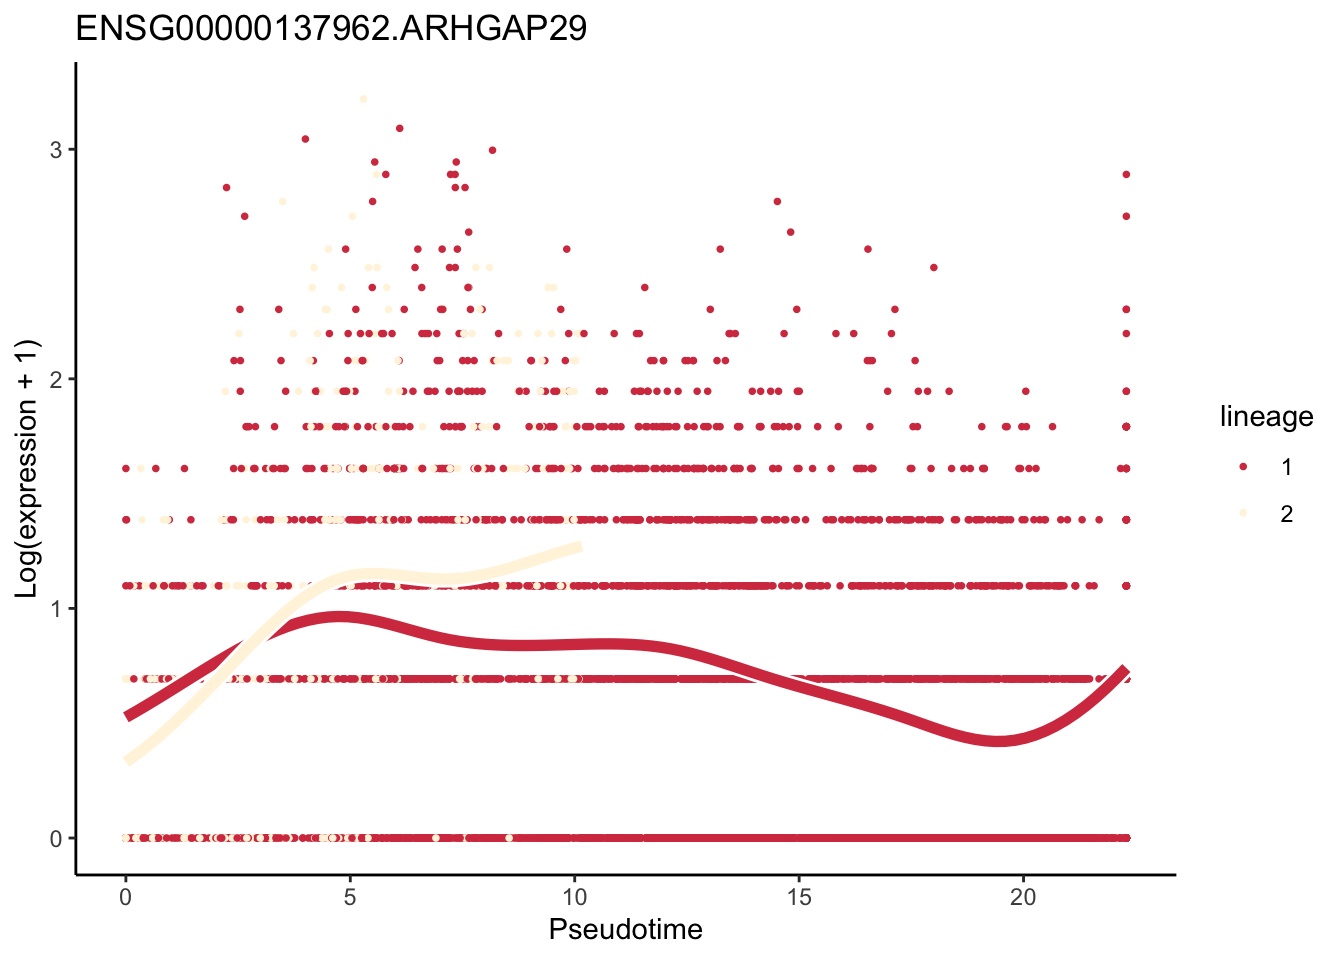 ENSG00000137962.ARHGAP29
Log(expression + 1)
3
2
1
0
0 5 10 15 20
Pseudotime
lineage
1
2